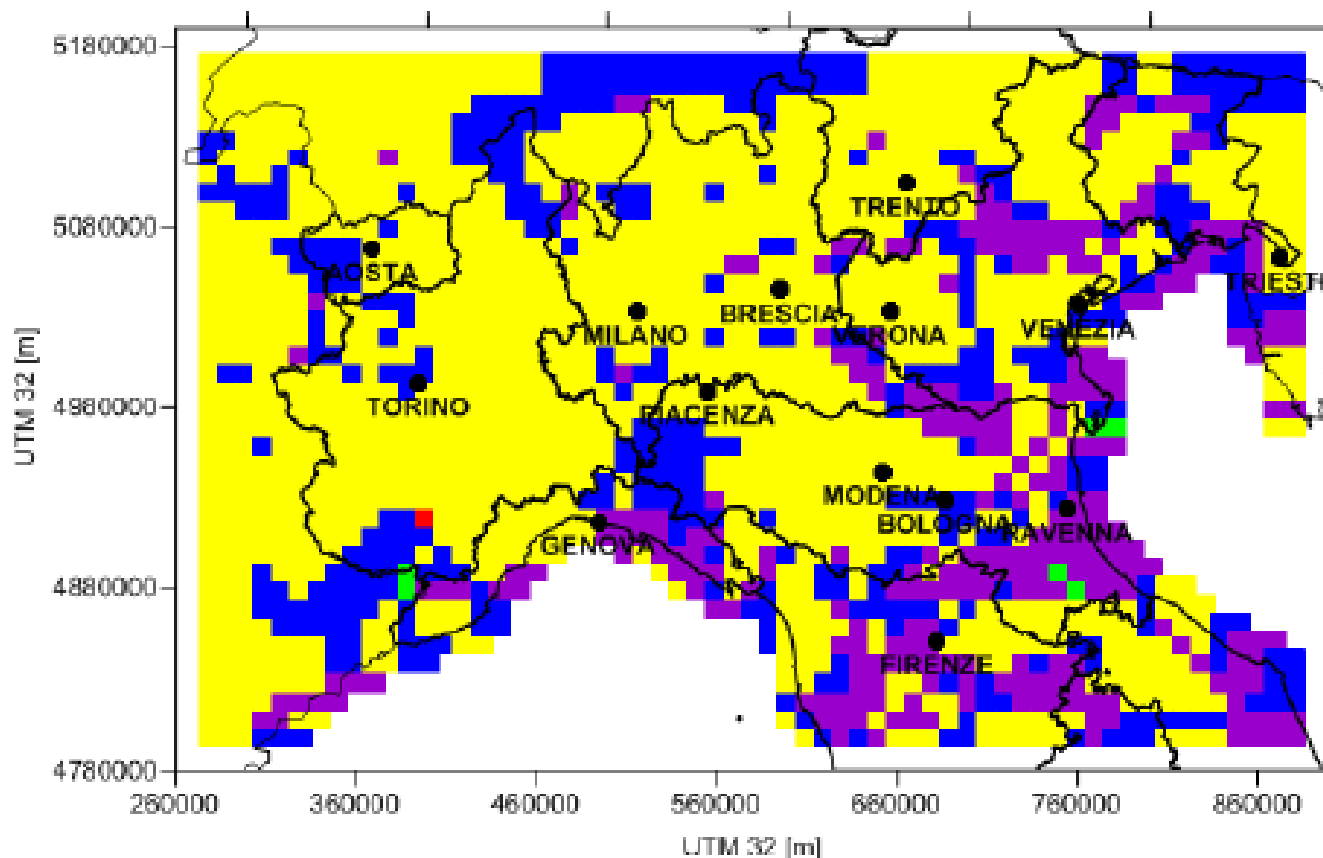 5180000
TRENTO
5080000
AOSTA
TRIEST
BRESCIA
VENEZIA
MILANO
VERONA
UTM 32 [m]
4980000
TORINO
PIACENZA
MODENA
BOLOGNA
RAVENNA
GENOVA
4880000
FIRENZE
4780000
260000 360000 460000 560000 660000 760000 860000
UTM 32 [m]